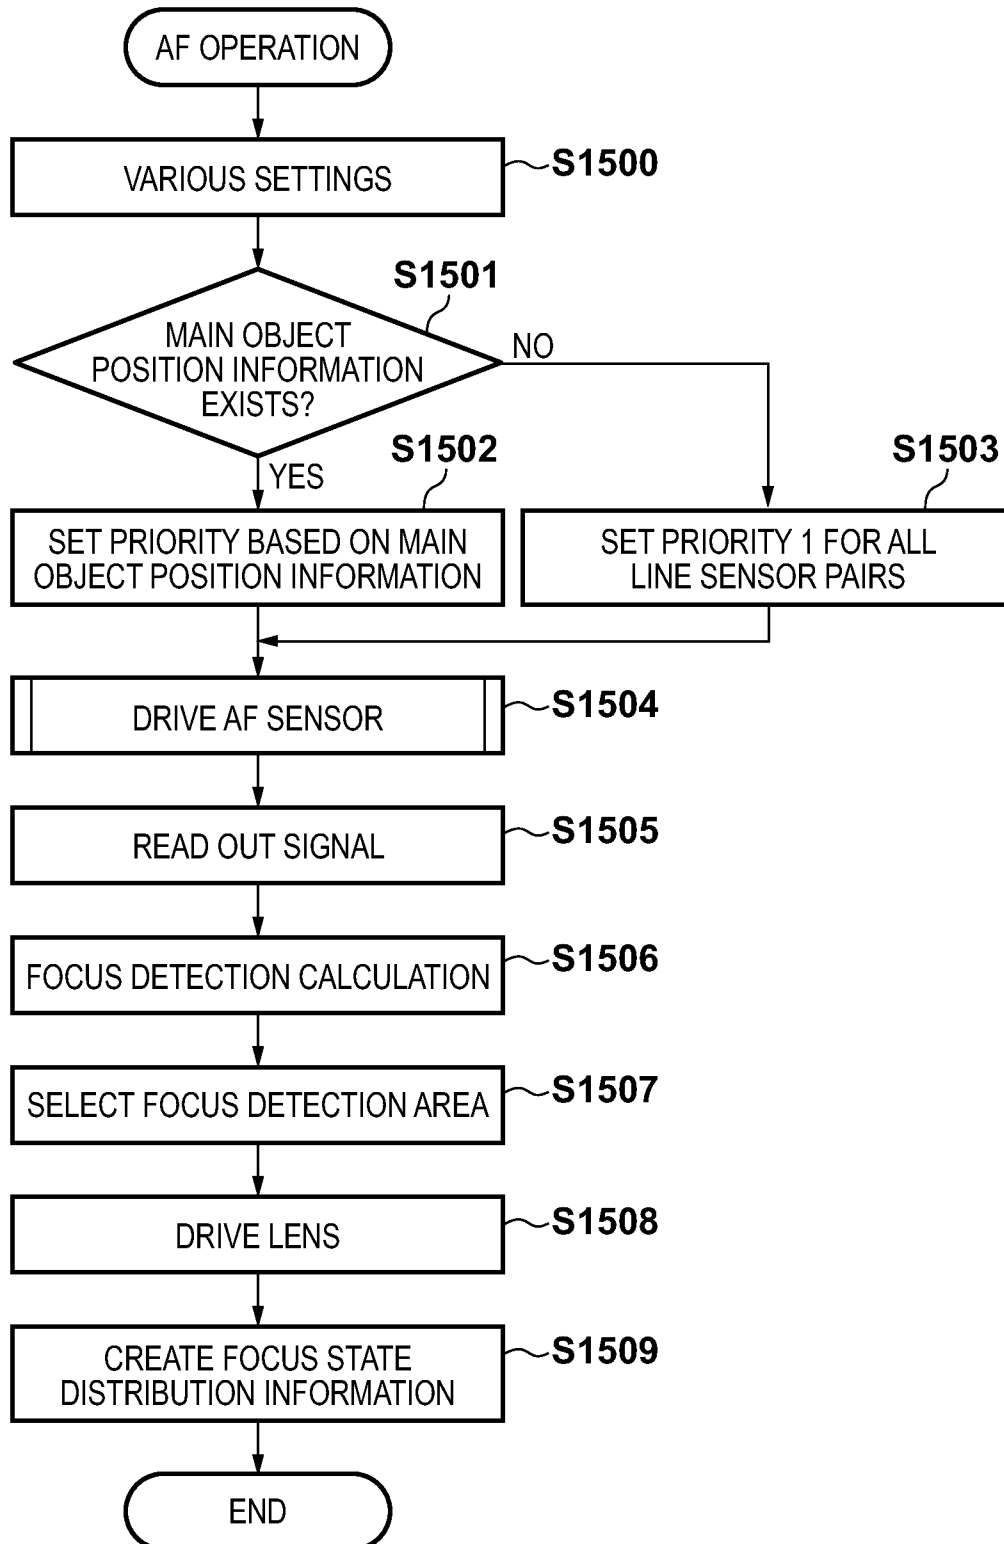 AF OPERATION
VARIOUS SETTINGS
S1500
S1501
MAIN OBJECT
POSITION INFORMATION
EXISTS?
NO
YES
S1502
S1503
SET PRIORITY BASED ON MAIN
OBJECT POSITION INFORMATION
SET PRIORITY 1 FOR ALL
LINE SENSOR PAIRS
DRIVE AF SENSOR
S1504
READ OUT SIGNAL
S1505
FOCUS DETECTION CALCULATION
S1506
SELECT FOCUS DETECTION AREA
S1507
DRIVE LENS
S1508
CREATE FOCUS STATE
DISTRIBUTION INFORMATION
S1509
END